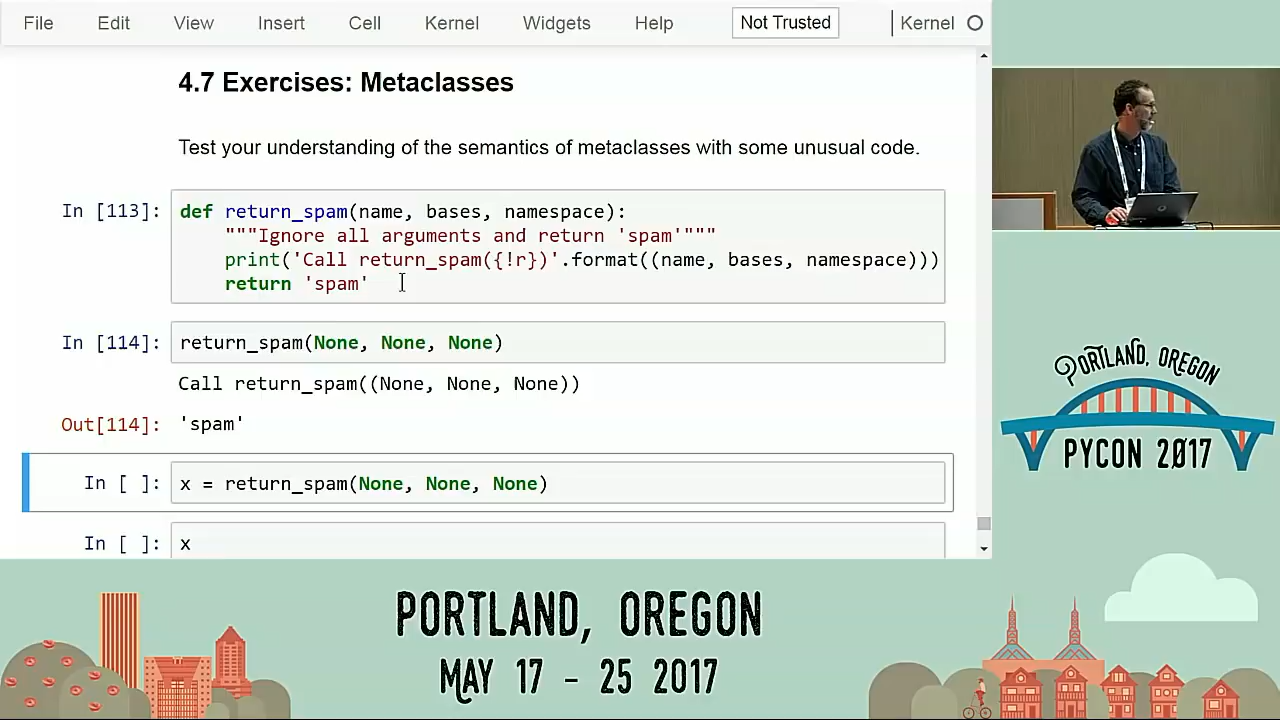 File Edit View Insert Cell Kernel Widgets Help Not Trusted Kernel
4.7 Exercises: Metaclasses
Test your understanding of the semantics of metaclasses with some unusual code.
In [113]: def return_spam(name, bases, namespace):
"""Ignore all arguments and return 'spam'"""
print('Call return_spam({!r})'.format((name, bases, namespace)))
return 'spam'
In [114]: return_spam(None, None, None)
Call return_spam((None, None, None))
Out[114]: 'spam'
In [ ]: x = return_spam(None, None, None)
In [ ]: x
PORTLAND, OREGON
PYCON 2017
PORTLAND, OREGON
MAY 17 - 25 2017